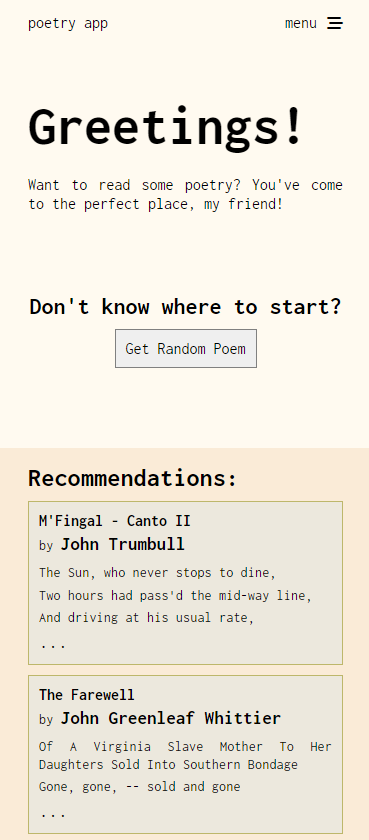 poetry app
menu
Greetings!
Want to read some poetry? You've come
to the perfect place, my friend!
Don't know where to start?
Get Random Poem
Recommendations:
M'Fingal - Canto II
by John Trumbull
The Sun, who never stops to dine,
Two hours had pass'd the mid-way line,
And driving at his usual rate,
...
The Farewell
by John Greenleaf Whittier
Of A Virginia Slave Mother To Her
Daughters Sold Into Southern Bondage
Gone, gone, -- sold and gone
...